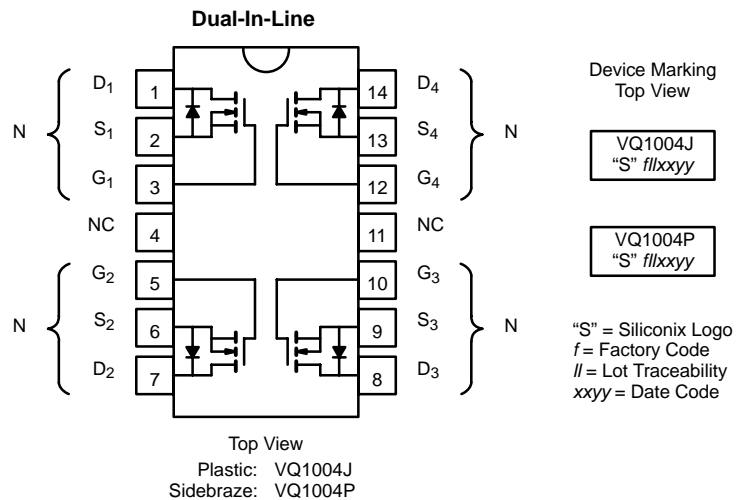 Dual-In-Line
N
D1
1
14
D4
N
S1
2
13
S4
G1
3
12
G4
NC
4
11
NC
N
G2
5
10
G3
N
S2
6
9
S3
D2
7
8
D3
Top View
Plastic: VQ1004J
Sidebraze: VQ1004P
Device Marking
Top View
VQ1004J
“S” fllxxyy
VQ1004P
“S” fllxxyy
“S” = Siliconix Logo
f = Factory Code
ll = Lot Traceability
xxyy = Date Code